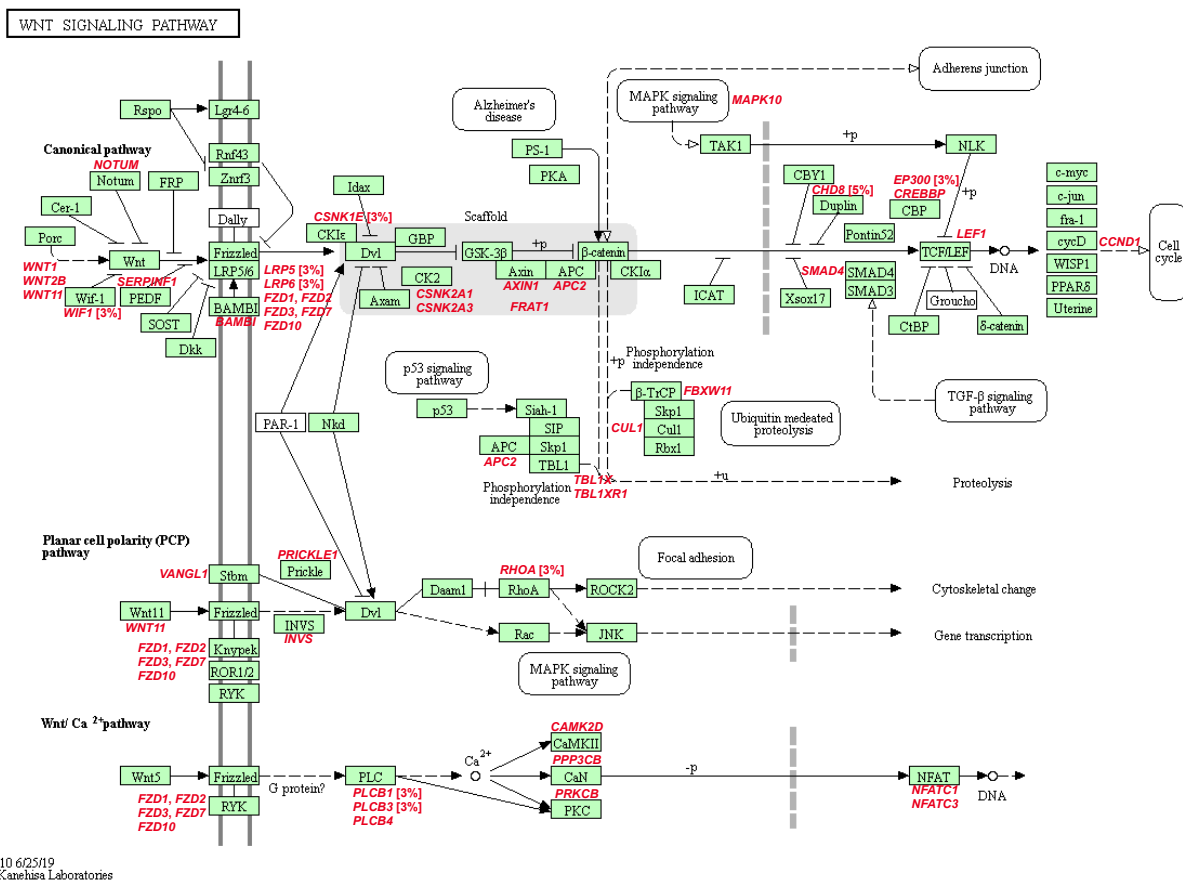 WNT SIGNALING PATHWAY
Adherens junction
Alzheimer's
disease
MAPK signaling
pathway
MAPK10
Rspo
Lgr4-6
Canonical pathway
NOTUM
Notum
FRP
Rnf43
Znrf3
PS-1
PKA
TAK1
+p
NLK
+p
Cer-1
Dally
Idax
CSNK1E [3%]
CKIε
Scaffold
CBY1
CHD8 [5%]
Duplin
EP300 [3%]
CREBBP
CBP
c-myc
c-jun
fra-1
cycD
WISP1
PPARδ
Uterine
CCND1
Cell
cycle
Porc
Wnt
Frizzled
Dvl
GBP
GSK-3β
+p
β-catenin
Pontin52
LEF1
TCF/LEF
DNA
WNT1
WNT2B
WNT11
SERPINF1
LRP5/6
LRP5 [3%]
LRP6 [3%]
FZD1, FZD2
FZD3, FZD7
FZD10
CK2
CSNK2A1
CSNK2A3
Axam
Axin
AXIN1
APC
APC2
CKIα
FRAT1
ICAT
SMAD4
Xsox17
SMAD4
SMAD3
Groucho
CtBP
δ-catenin
Wif-1
WIF1 [3%]
PEDF
BAMBI
BAMBI
SOST
Dkk
p53 signaling
pathway
+p
Phosphorylation
independence
TGF-β signaling
pathway
PAR-1
Nkd
p53
Siah-1
SIP
APC
Skp1
APC2
TBL1
TBL1X
TBL1XR1
Phosphorylation
independence
β-TrCP
FBXW11
Skp1
CUL1
Cul1
Rbx1
Ubiquitin medeated
proteolysis
+u
Proteolysis
Planar cell polarity (PCP)
pathway
VANGL1
Stbm
PRICKLE1
Prickle
Wnt11
WNT11
Frizzled
INVS
INVS
Dvl
Daam1
RHOA [3%]
RhoA
ROCK2
Focal adhesion
Cytoskeletal change
Rac
JNK
Gene transcription
MAPK signaling
pathway
FZD1, FZD2
FZD3, FZD7
FZD10
Knypek
ROR1/2
RYK
Wnt/ Ca 2+pathway
Wnt5
Frizzled
G protein?
PLC
Ca2+
CAMK2D
CaMKII
PPP3CB
CaN
PRKCB
PKC
-p
NFAT
NFATC1
NFATC3
DNA
FZD1, FZD2
FZD3, FZD7
FZD10
RYK
PLCB1 [3%]
PLCB3 [3%]
PLCB4
10 6/25/19
Kanehisa Laboratories